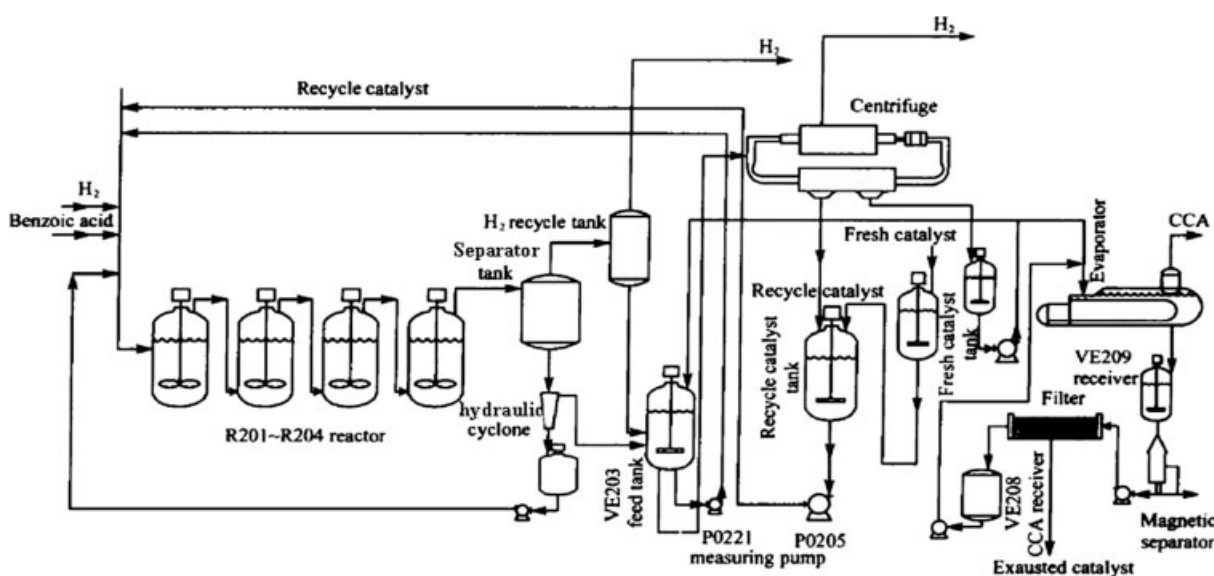 H₂
H₂
Recycle catalyst
Centrifuge
H₂
Benzoic acid
H₂ recycle tank
Separator
tank
Fresh catalyst
Evaporator
CCA
Recycle catalyst
Recycle catalyst
tank
Fresh catalyst
tank
VE209
receiver
Filter
hydraulic
cyclone
R201~R204 reactor
VE203
feed tank
VE208
CCA receiver
P0221
measuring pump
P0205
Magnetic
separator
Exausted catalyst